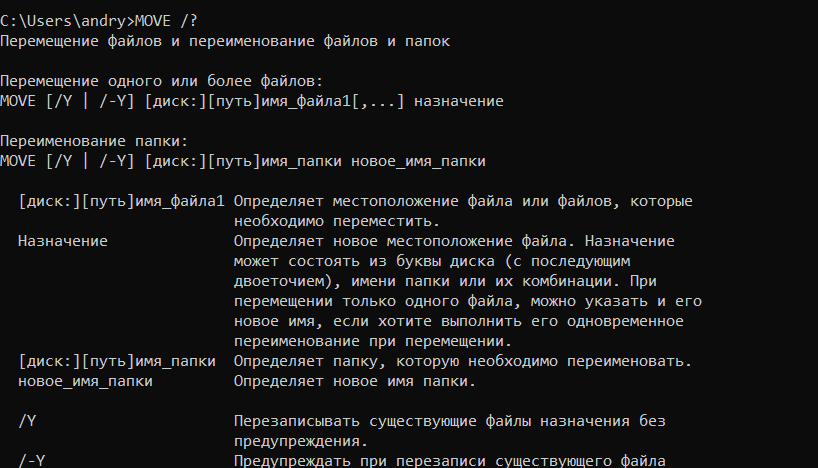 C:\Users\andry>MOVE /?
Перемещение файлов и переименование файлов и папок
Перемещение одного или более файлов:
MOVE [/Y | /-Y] [диск:][путь]имя_файла1[,...] назначение
Переименование папки:
MOVE [/Y | /-Y] [диск:][путь]имя_папки новое_имя_папки
[диск:][путь]имя_файла1 Определяет местоположение файла или файлов, которые
необходимо переместить.
Назначение Определяет новое местоположение файла. Назначение
может состоять из буквы диска (с последующим
двоеточием), имени папки или их комбинации. При
перемещении только одного файла, можно указать и его
новое имя, если хотите выполнить его одновременное
переименование при перемещении.
[диск:][путь]имя_папки Определяет папку, которую необходимо переименовать.
новое_имя_папки Определяет новое имя папки.
/Y Перезаписывать существующие файлы назначения без
предупреждения.
/-Y Предупреждать при перезаписи существующего файла